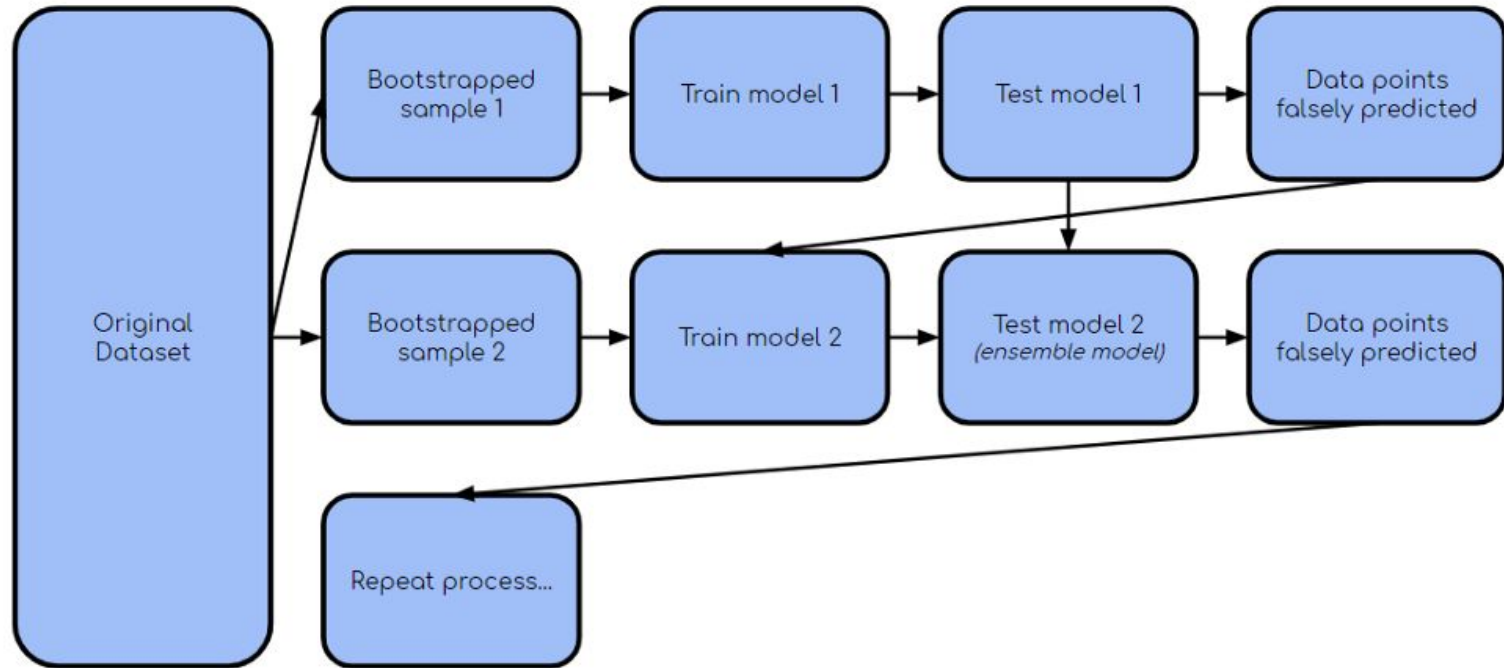 Original
Dataset
Bootstrapped
sample 1
Train model 1
Test model 1
Data points
falsely predicted
Bootstrapped
sample 2
Train model 2
Test model 2
(ensemble model)
Data points
falsely predicted
Repeat process...